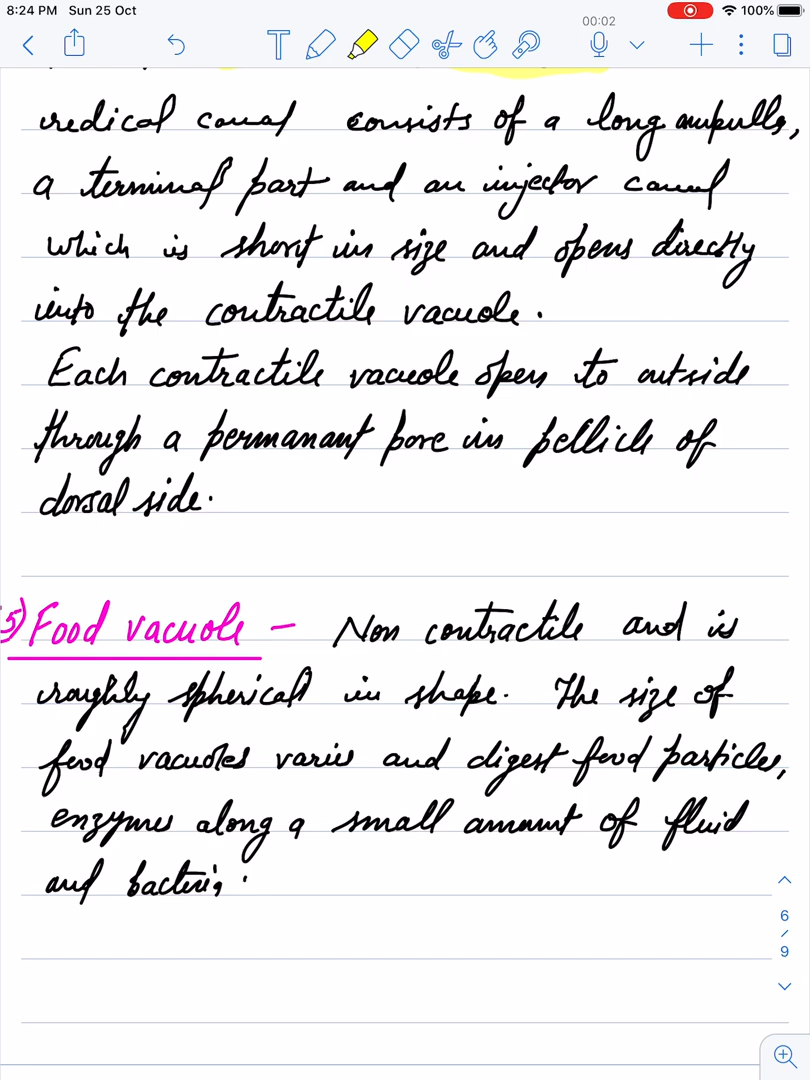 8:24 PM Sun 25 Oct
00:02
100%
redical canal consists of a long ampulla,
a terminal part and an injector canal
which is short in size and opens directly
into the contractile vacuole.
Each contractile vacuole opens to outside
through a permanant pore in pellicle of
dorsal side.
5) Food vacuole - Non contractile and is
roughly spherical in shape. The size of
food vacuoles varies and digest food particles,
enzymes along a small amount of fluid
and bacteria.
6
/
9